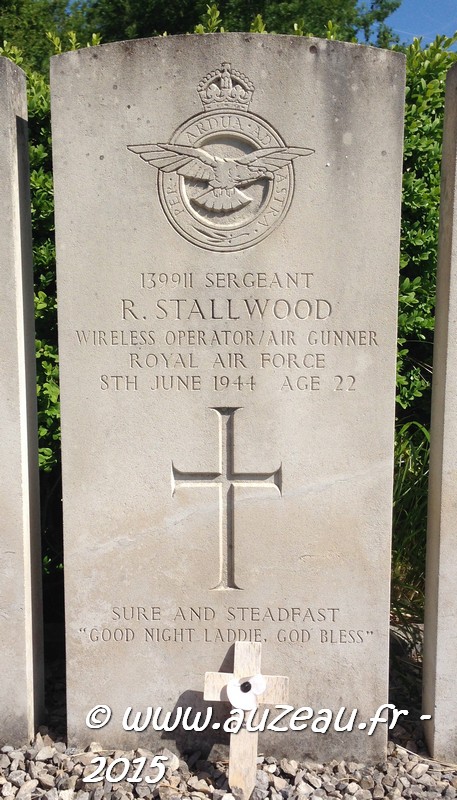 PER · ARDUA · AD · ASTRA
139911 SERGEANT
R. STALLWOOD
WIRELESS OPERATOR/AIR GUNNER
ROYAL AIR FORCE
8TH JUNE 1944 AGE 22
SURE AND STEADFAST
"GOOD NIGHT LADDIE, GOD BLESS"
© www.auzeau.fr -
2015